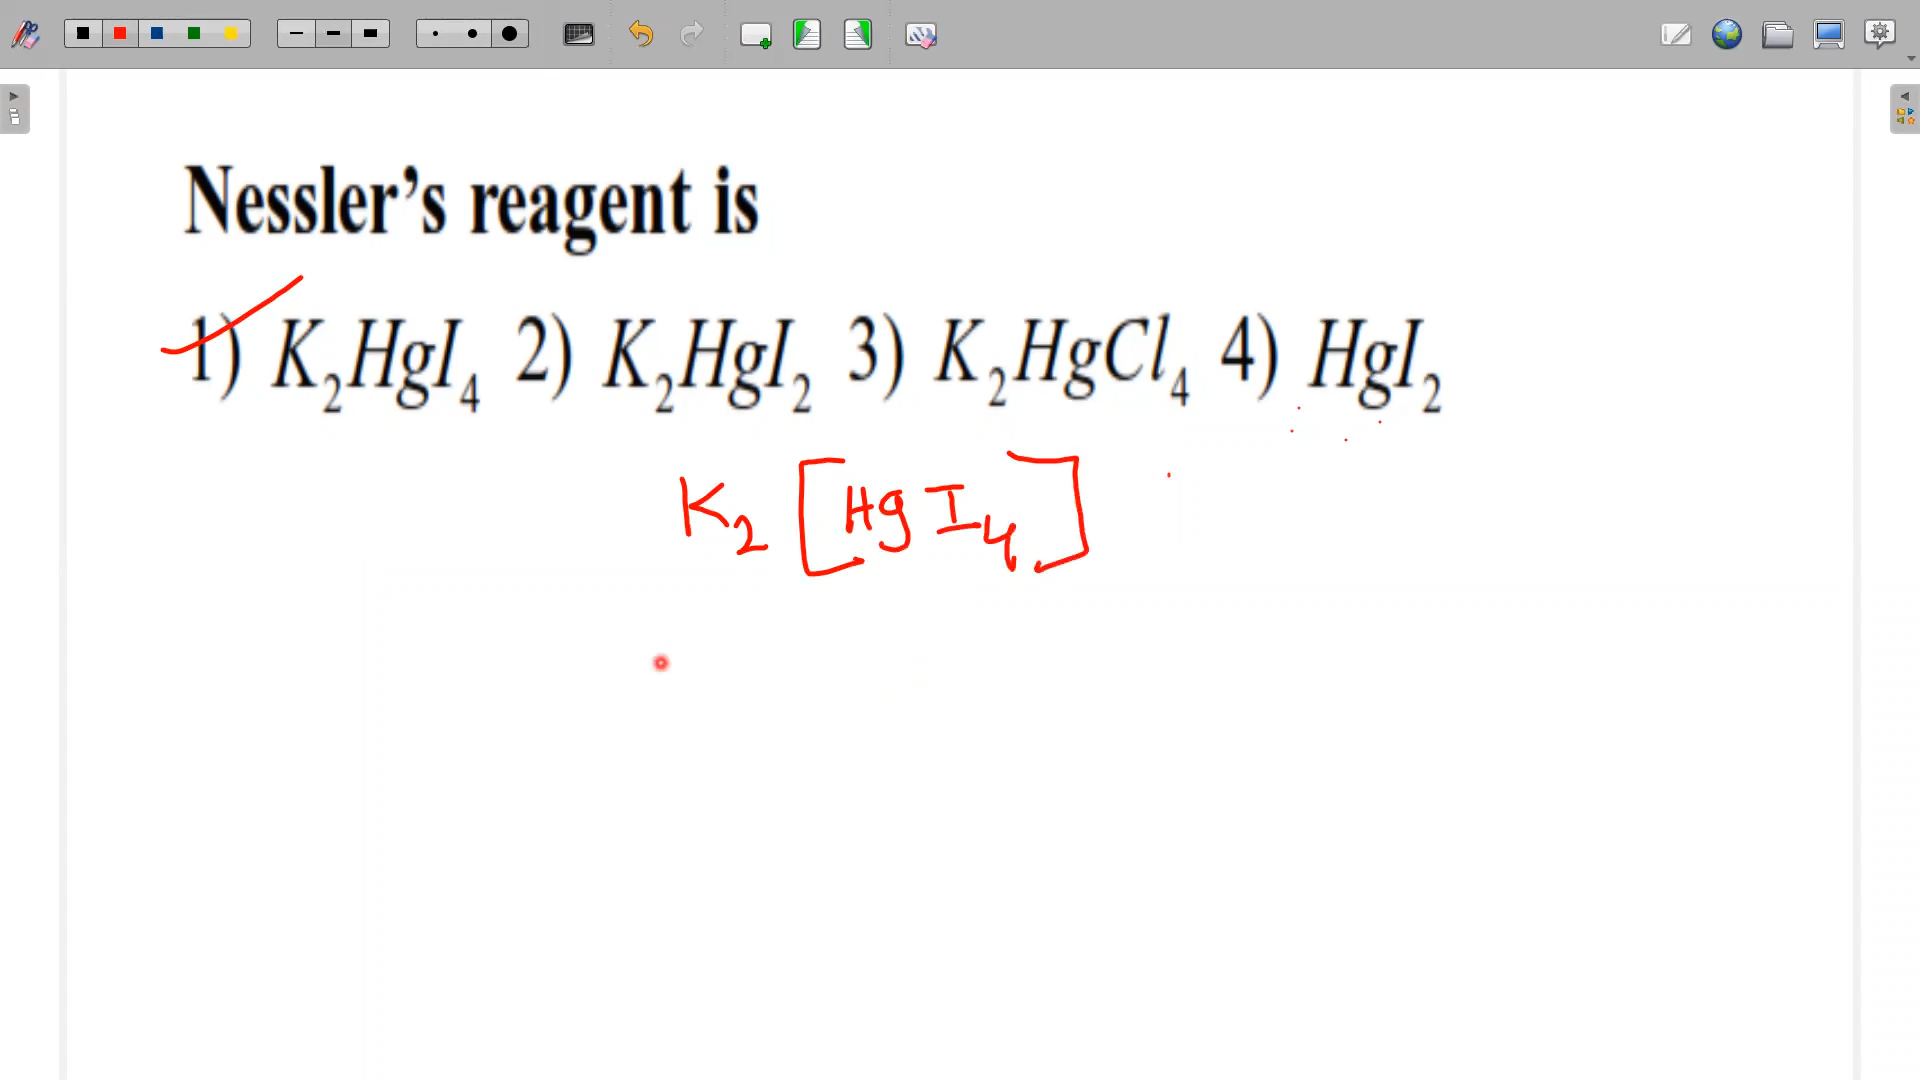 Nessler's reagent is
1) K₂HgI₄ 2) K₂HgI₂ 3) K₂HgCl₄ 4) HgI₂
K₂ [HgI₄]